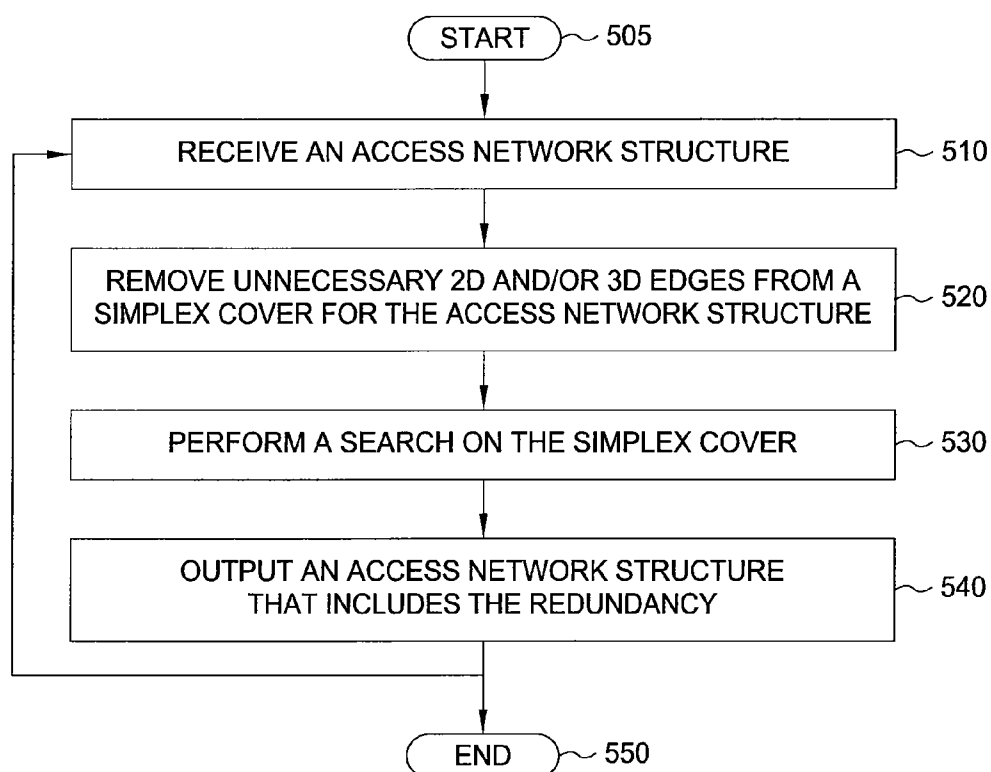 START 505
RECEIVE AN ACCESS NETWORK STRUCTURE 510
REMOVE UNNECESSARY 2D AND/OR 3D EDGES FROM A
SIMPLEX COVER FOR THE ACCESS NETWORK STRUCTURE 520
PERFORM A SEARCH ON THE SIMPLEX COVER 530
OUTPUT AN ACCESS NETWORK STRUCTURE
THAT INCLUDES THE REDUNDANCY 540
END 550